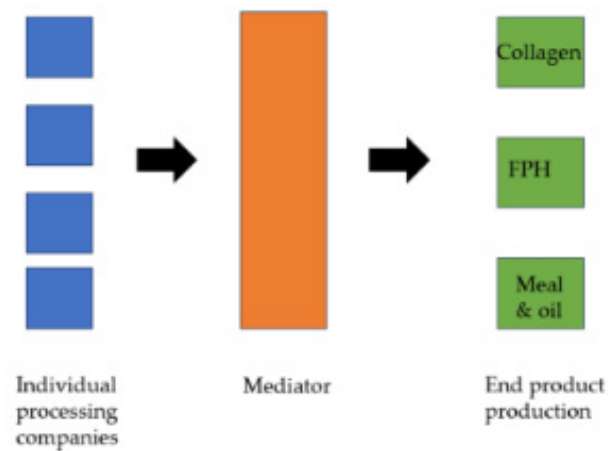 Collagen
FPH
Meal
& oil
Individual
processing
companies
Mediator
End product
production